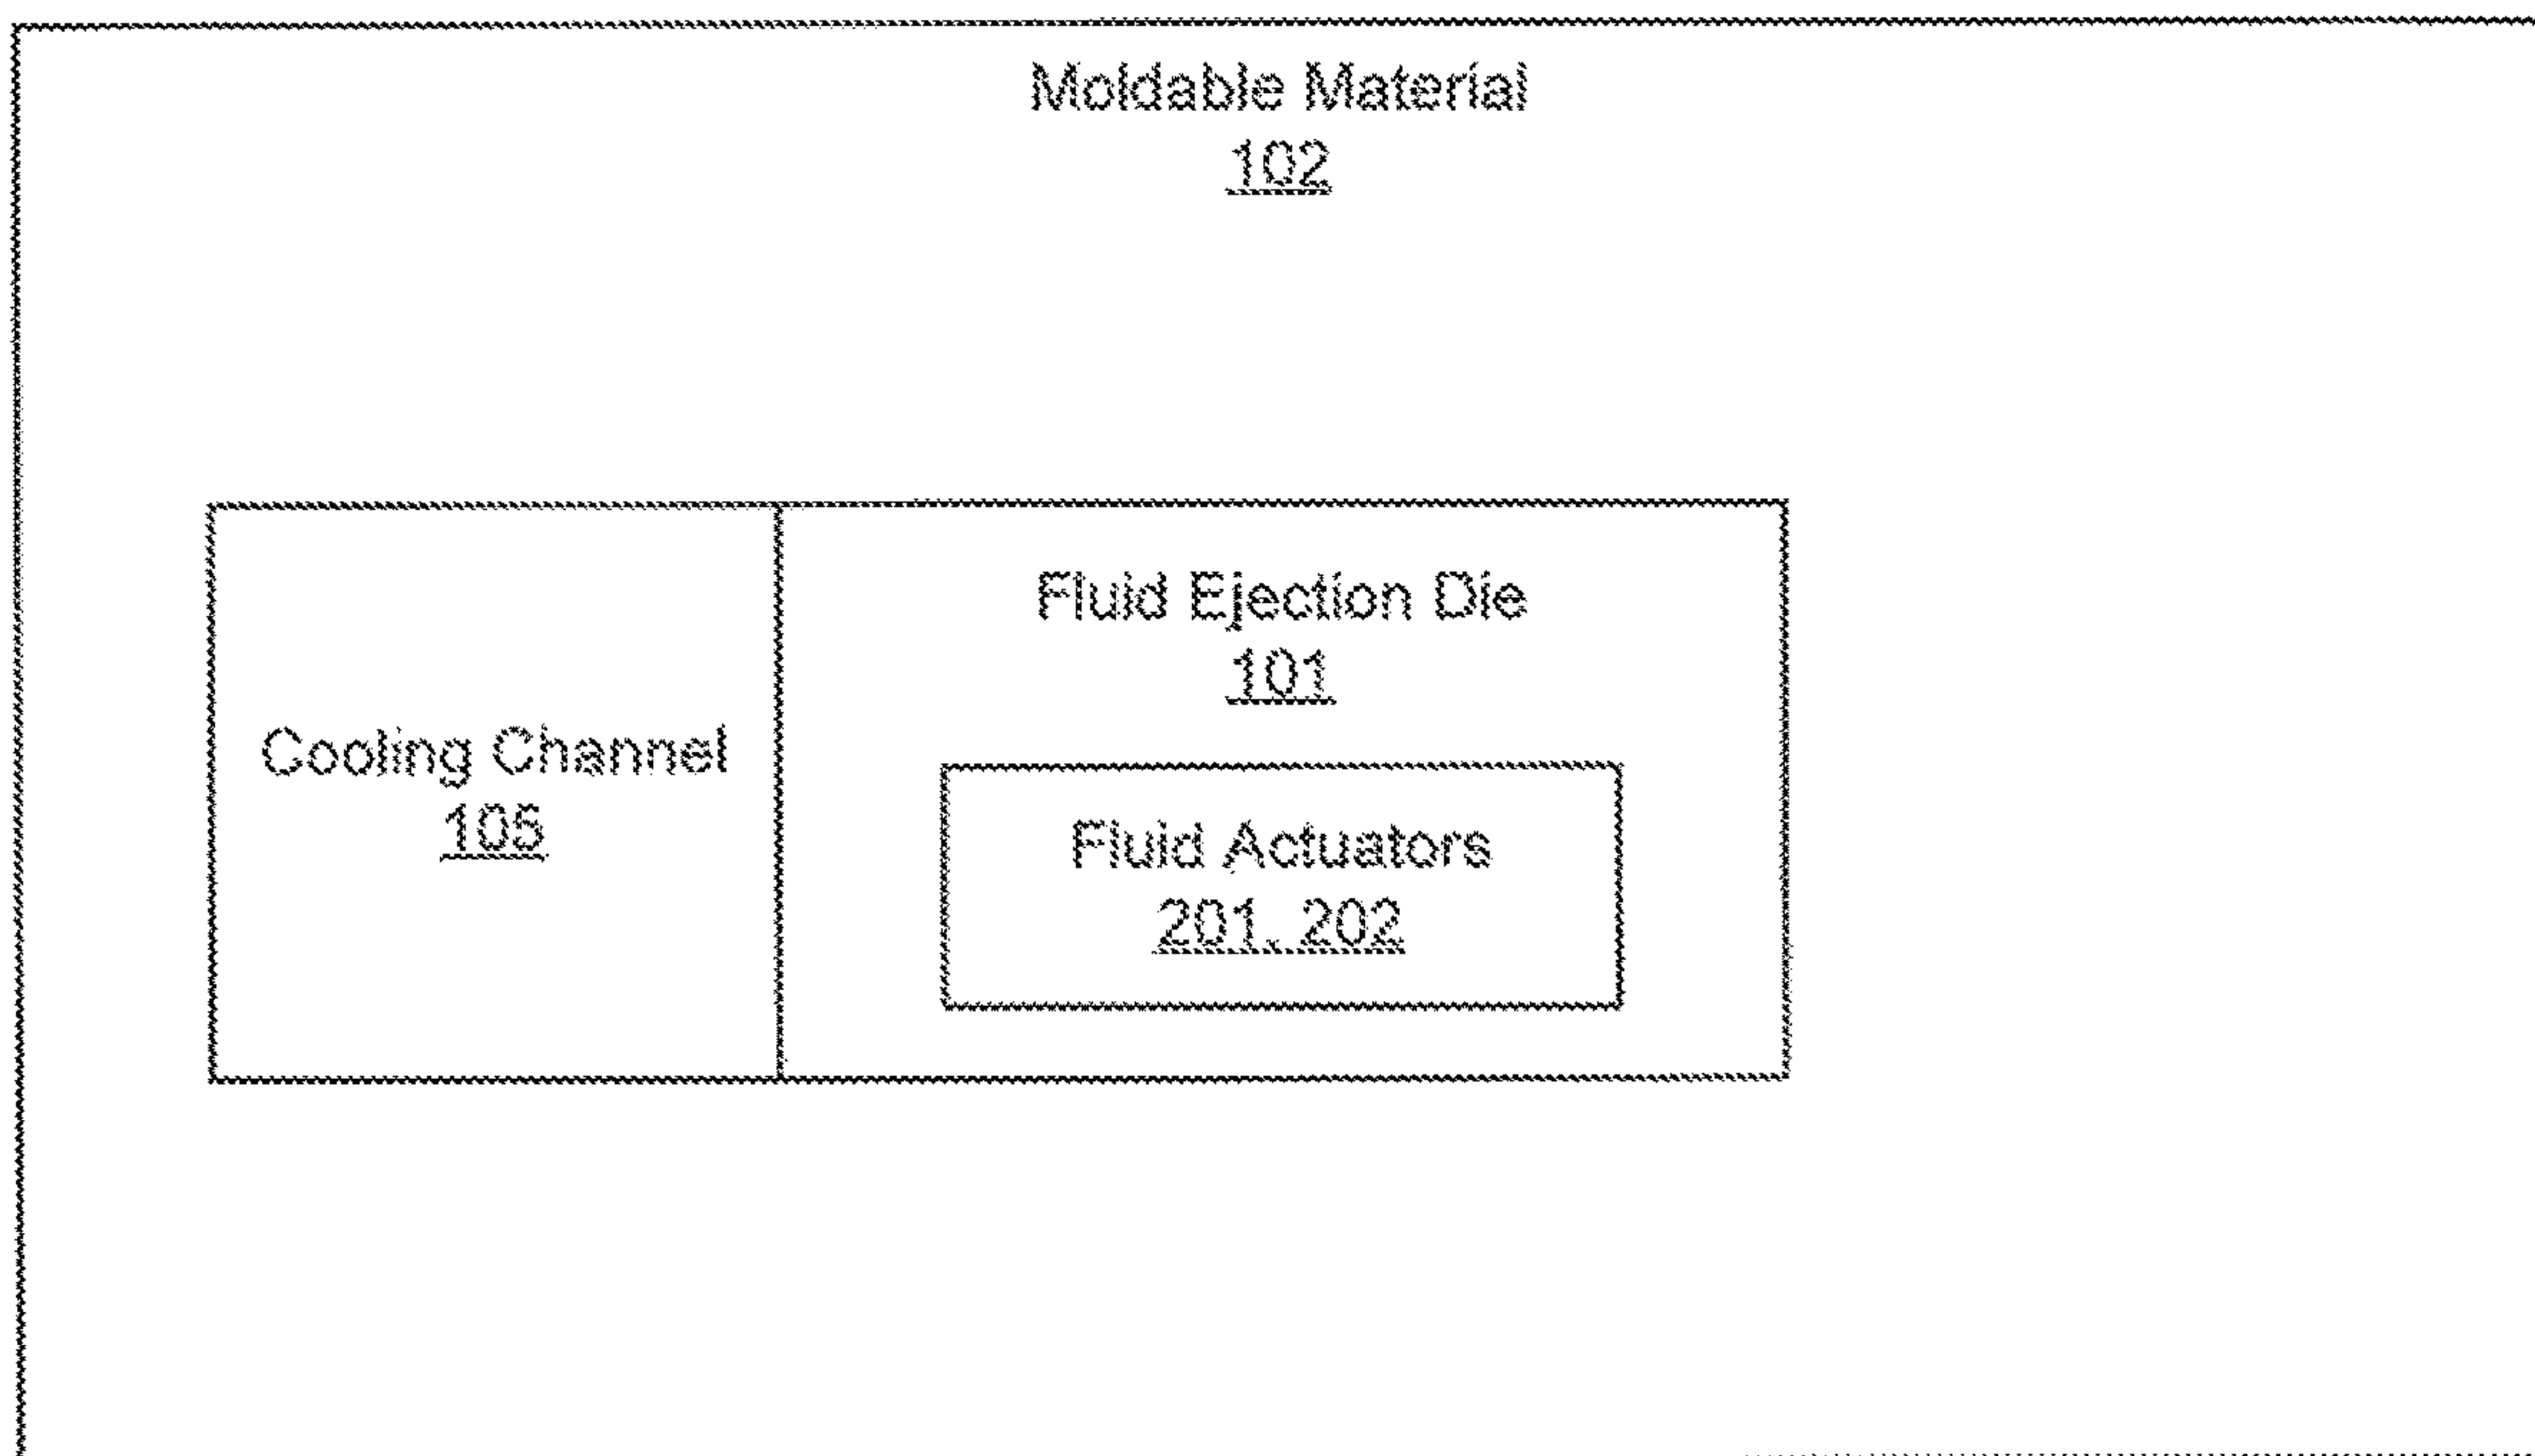 Moldable Material
102
Fluid Ejection Die
101
Cooling Channel
105
Fluid Actuators
201, 202